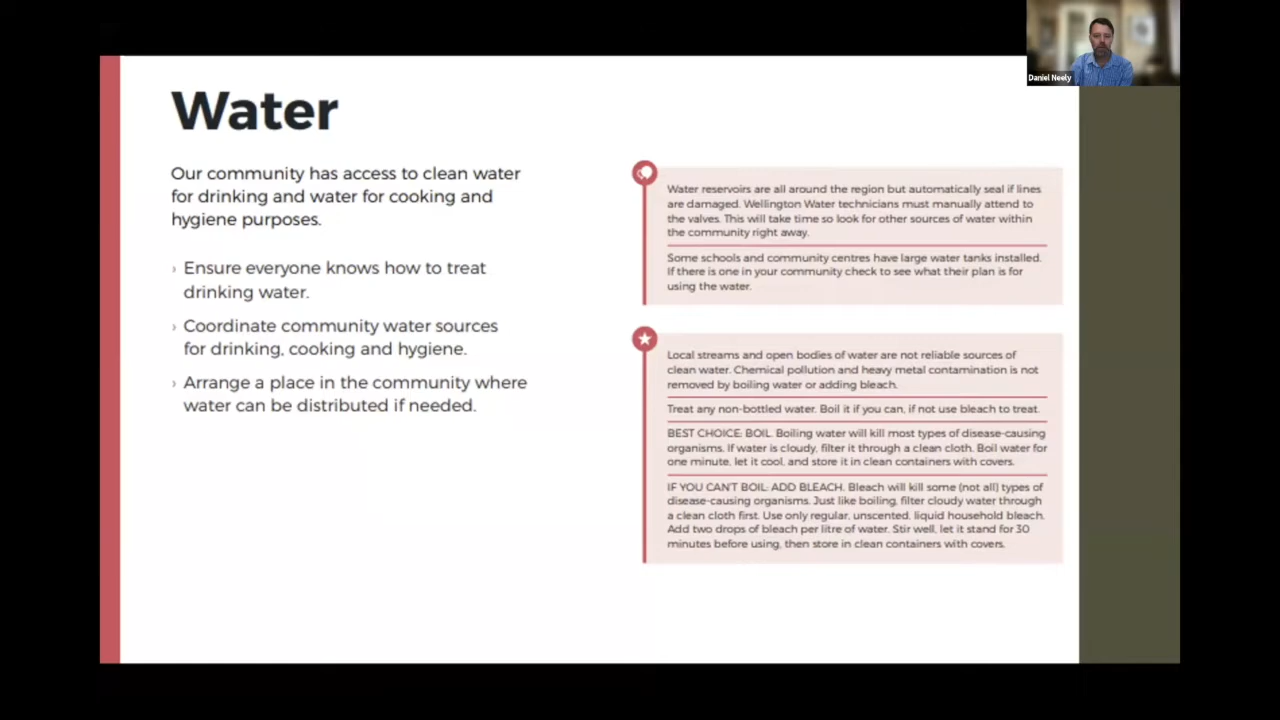 Daniel Neely
Water
Our community has access to clean water
for drinking and water for cooking and
hygiene purposes.
› Ensure everyone knows how to treat
drinking water.
› Coordinate community water sources
for drinking, cooking and hygiene.
› Arrange a place in the community where
water can be distributed if needed.
Water reservoirs are all around the region but automatically seal if lines
are damaged. Wellington Water technicians must manually attend to
the valves. This will take time so look for other sources of water within
the community right away.
Some schools and community centres have large water tanks installed.
If there is one in your community check to see what their plan is for
using the water.
Local streams and open bodies of water are not reliable sources of
clean water. Chemical pollution and heavy metal contamination is not
removed by boiling water or adding bleach.
Treat any non-bottled water. Boil it if you can, if not use bleach to treat.
BEST CHOICE: BOIL. Boiling water will kill most types of disease-causing
organisms. If water is cloudy, filter it through a clean cloth. Boil water for
one minute, let it cool, and store it in clean containers with covers.
IF YOU CAN'T BOIL: ADD BLEACH. Bleach will kill some (not all) types of
disease-causing organisms. Just like boiling, filter cloudy water through
a clean cloth first. Use only regular, unscented, liquid household bleach.
Add two drops of bleach per litre of water. Stir well, let it stand for 30
minutes before using, then store in clean containers with covers.